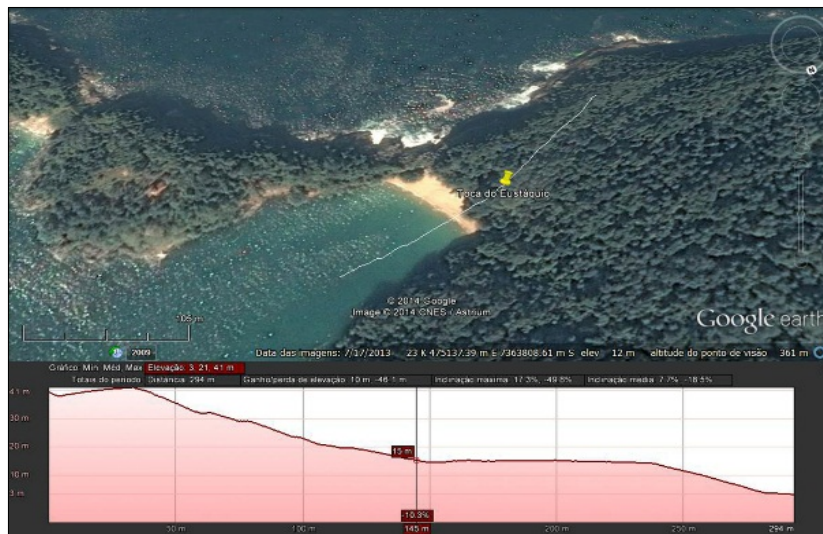 Toca do Eustáquio
© 2014 Google
Image © 2014 CNES / Astrium
Google earth
105 m
2009
Data das imagens: 7/17/2013 23 K 475137.39 m E 7363808.61 m S elev 12 m altitude do ponto de visão 361 m
Gráfico: Mín, Méd, Máx Elevação: 3, 21, 41 m
Totais do período Distância: 294 m Ganho/perda de elevação: 10 m, -46.1 m Inclinação máxima: 17.3%, -49.8% Inclinação média: 7.7%, -18.5%
41 m
30 m
20 m
15 m
10 m
3 m
-10.3%
50 m 100 m 145 m 200 m 250 m 294 m